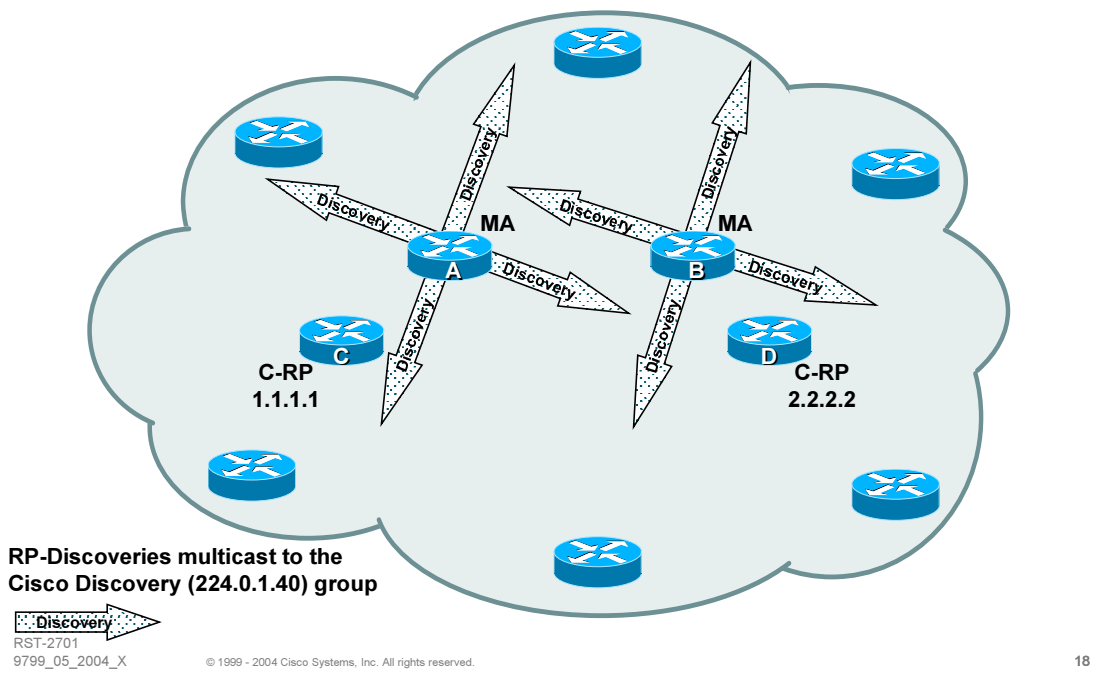 Discovery
Discovery
Discovery
Discovery
MA
MA
Discovery
Discovery
A
B
Discovery
Discovery
Discovery
Discovery
C
D
C-RP
1.1.1.1
C-RP
2.2.2.2
RP-Discoveries multicast to the
Cisco Discovery (224.0.1.40) group
Discovery
RST-2701
9799_05_2004_X
© 1999 - 2004 Cisco Systems, Inc. All rights reserved.
18